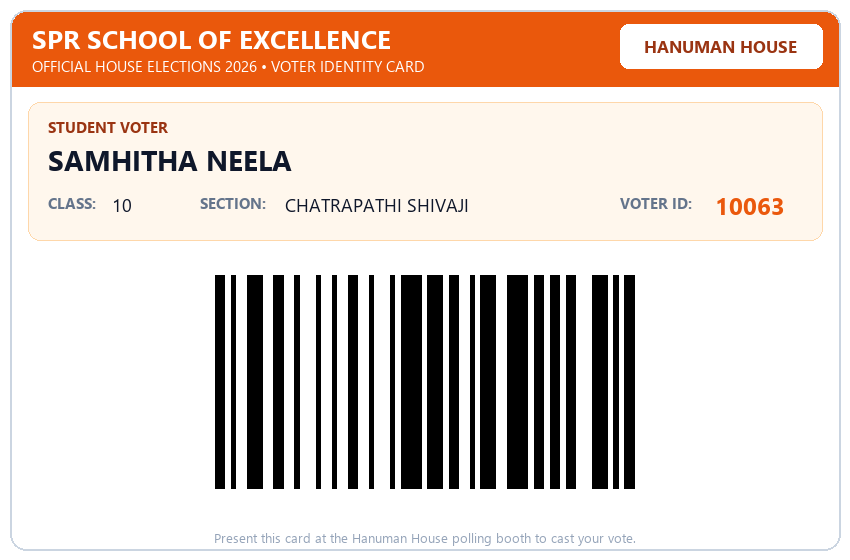 SPR SCHOOL OF EXCELLENCE
OFFICIAL HOUSE ELECTIONS 2026 • VOTER IDENTITY CARD
HANUMAN HOUSE
STUDENT VOTER
SAMHITHA NEELA
CLASS: 10 SECTION: CHATRAPATHI SHIVAJI VOTER ID: 10063
Present this card at the Hanuman House polling booth to cast your vote.